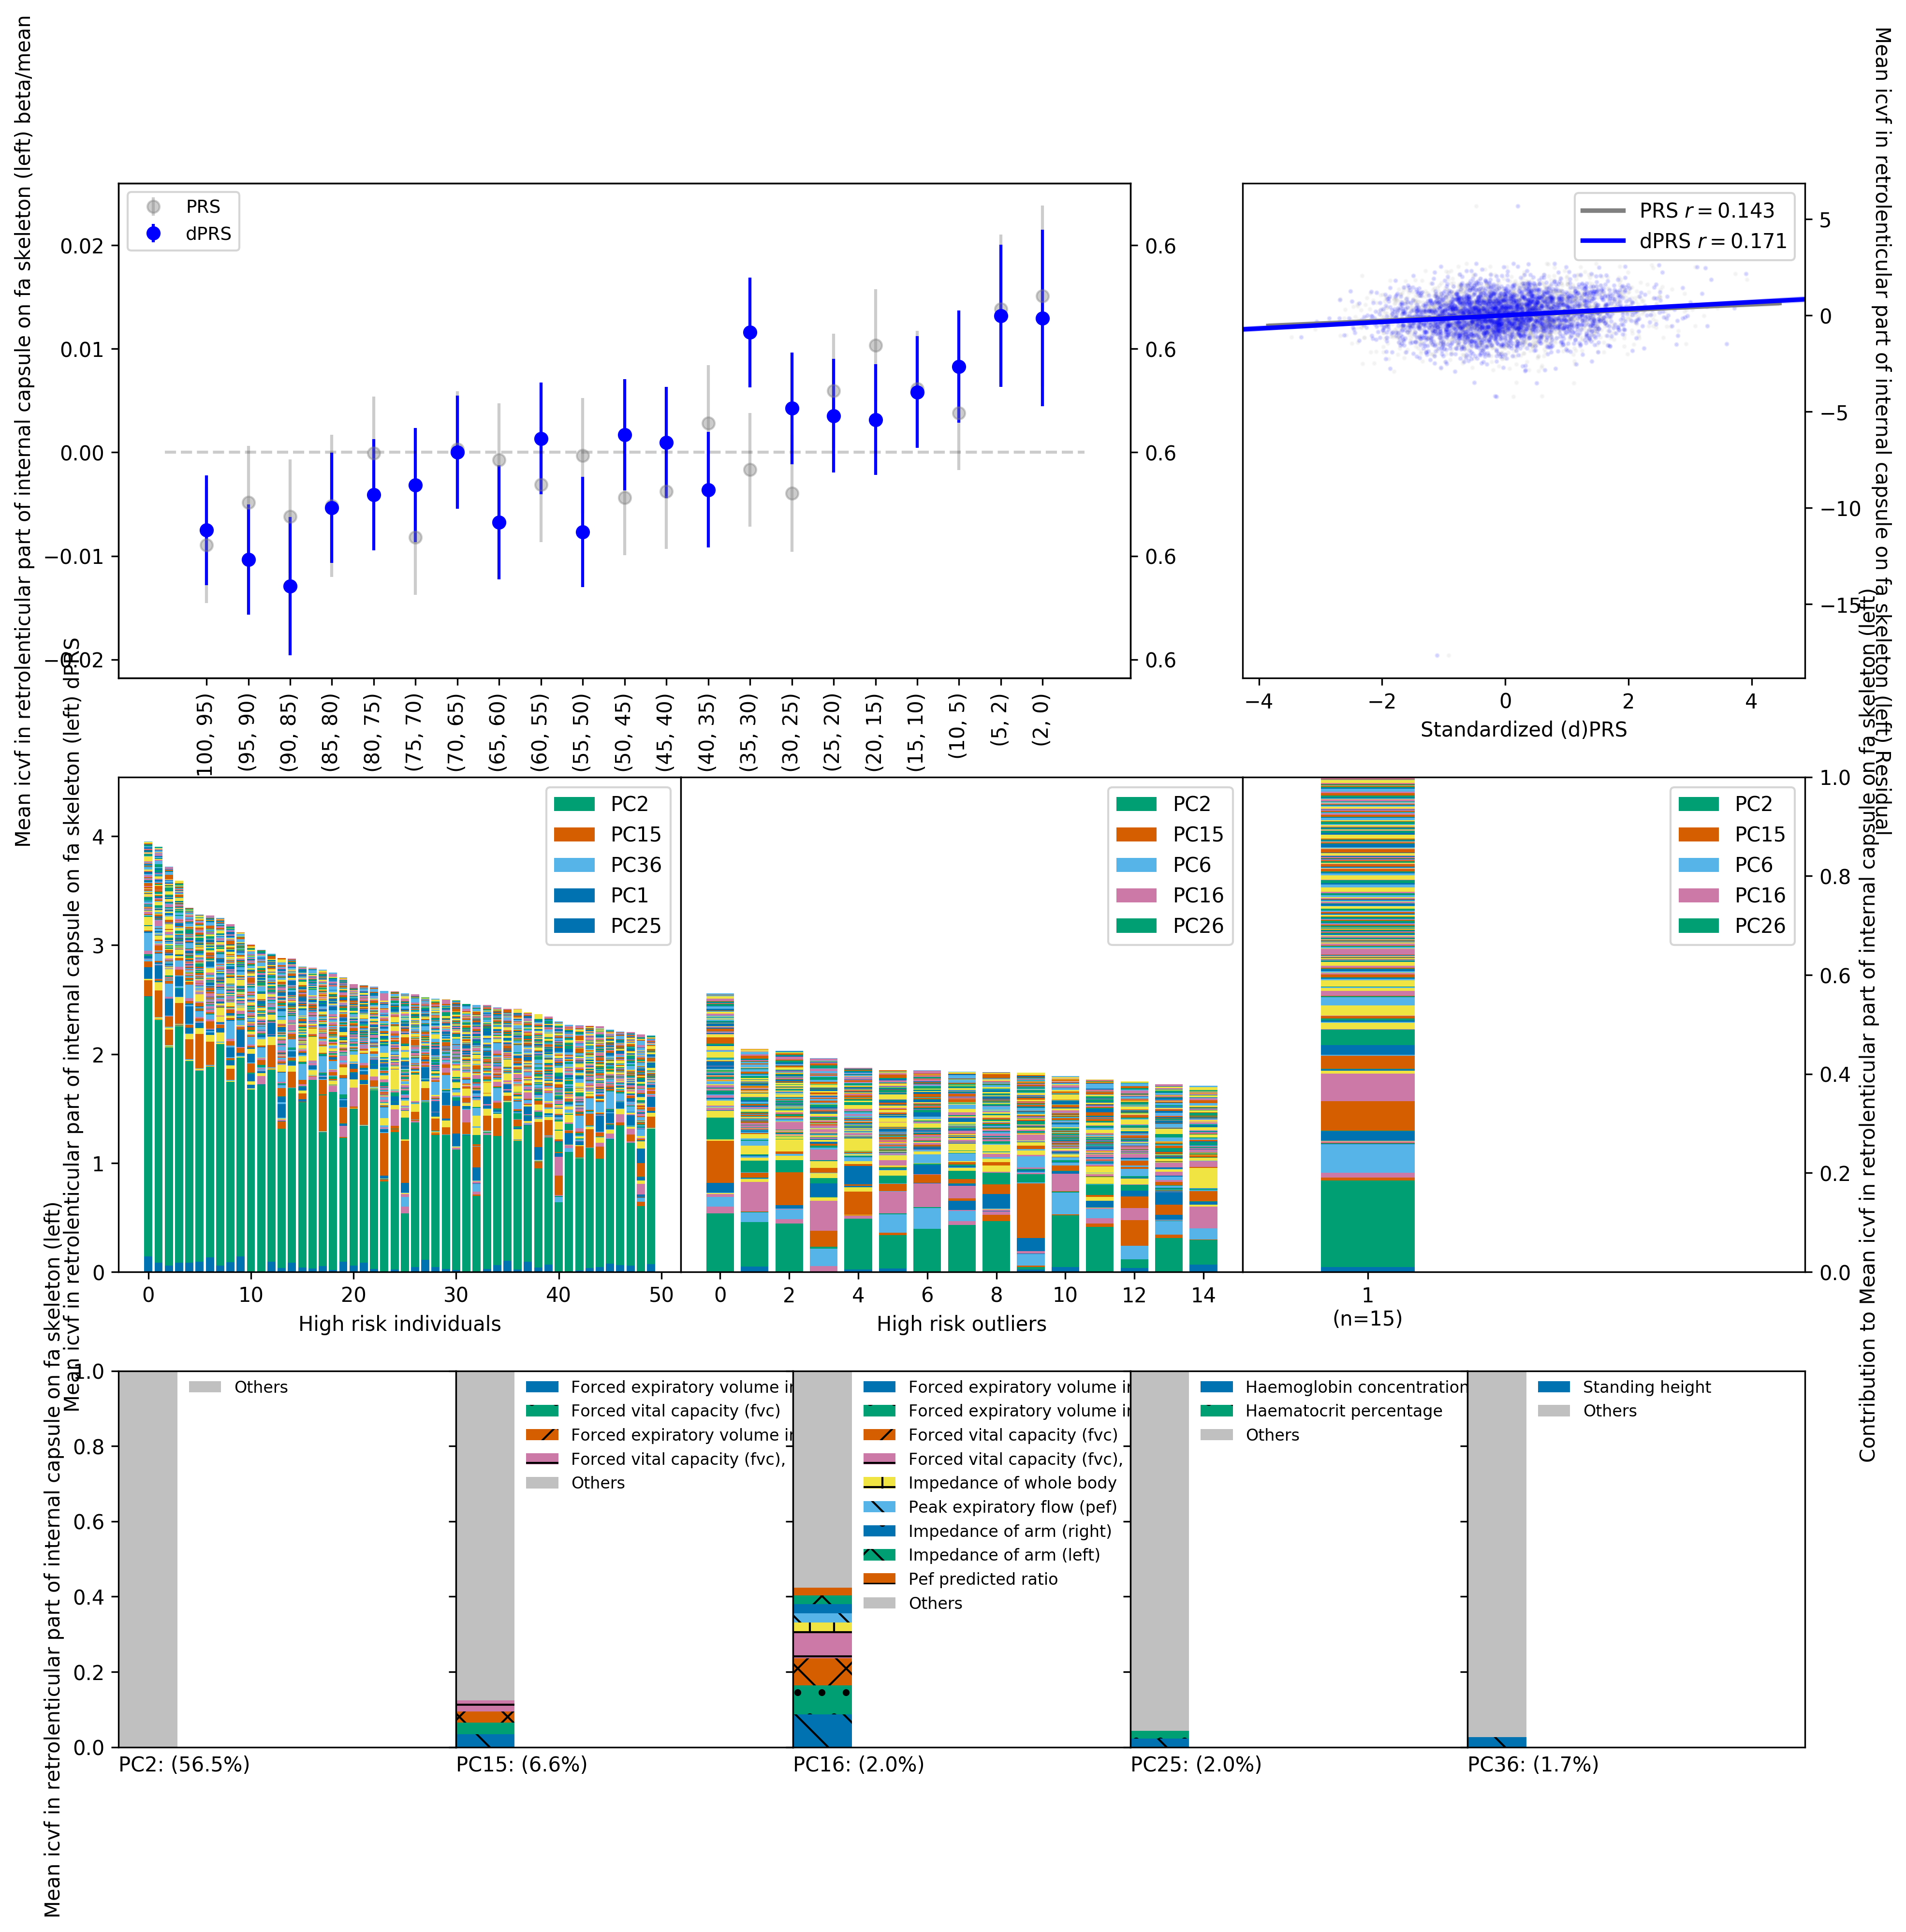 Mean icvf in retrolenticular part of internal capsule on fa skeleton (left) beta/mean
PRS
dPRS
0.02
0.01
0.00
−0.01
−0.02
0.6
0.6
0.6
0.6
0.6
100, 95)
(95, 90)
(90, 85)
(85, 80)
(80, 75)
(75, 70)
(70, 65)
(65, 60)
(60, 55)
(55, 50)
(50, 45)
(45, 40)
(40, 35)
(35, 30)
(30, 25)
(25, 20)
(20, 15)
(15, 10)
(10, 5)
(5, 2)
(2, 0)
PRS r = 0.143
dPRS r = 0.171
5
0
−5
−10
−15
−4
−2
0
2
4
Standardized (d)PRS
Mean icvf in retrolenticular part of internal capsule on fa skeleton (left) Residual
Mean icvf in retrolenticular part of internal capsule on fa skeleton (left) dPRS
4
3
2
1
0
PC2
PC15
PC36
PC1
PC25
0
10
20
30
40
50
High risk individuals
PC2
PC15
PC6
PC16
PC26
0
2
4
6
8
10
12
14
High risk outliers
PC2
PC15
PC6
PC16
PC26
1
(n=15)
1.0
0.8
0.6
0.4
0.2
0.0
Contribution to Mean icvf in retrolenticular part of internal capsule on fa skeleton (left)
Mean icvf in retrolenticular part of internal capsule on fa skeleton (left)
1.0
0.8
0.6
0.4
0.2
0.0
Others
PC2: (56.5%)
Forced expiratory volume in
Forced vital capacity (fvc)
Forced expiratory volume in
Forced vital capacity (fvc),
Others
PC15: (6.6%)
Forced expiratory volume in
Forced expiratory volume in
Forced vital capacity (fvc)
Forced vital capacity (fvc),
Impedance of whole body
Peak expiratory flow (pef)
Impedance of arm (right)
Impedance of arm (left)
Pef predicted ratio
Others
PC16: (2.0%)
Haemoglobin concentration
Haematocrit percentage
Others
PC25: (2.0%)
Standing height
Others
PC36: (1.7%)